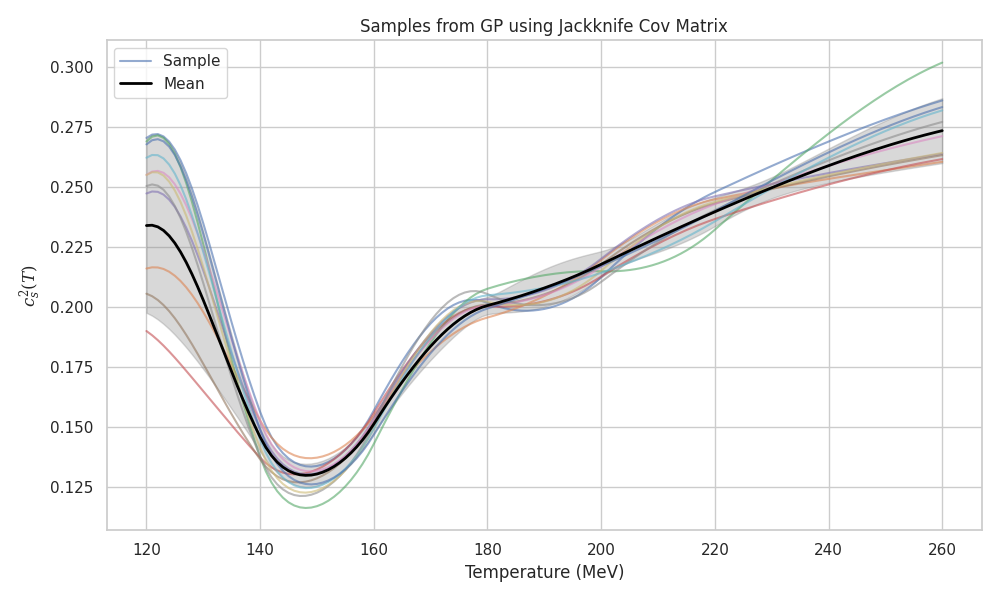 Samples from GP using Jackknife Cov Matrix
Sample
Mean
0.300
0.275
0.250
0.225
0.200
0.175
0.150
0.125
c_s^2(T)
120 140 160 180 200 220 240 260
Temperature (MeV)